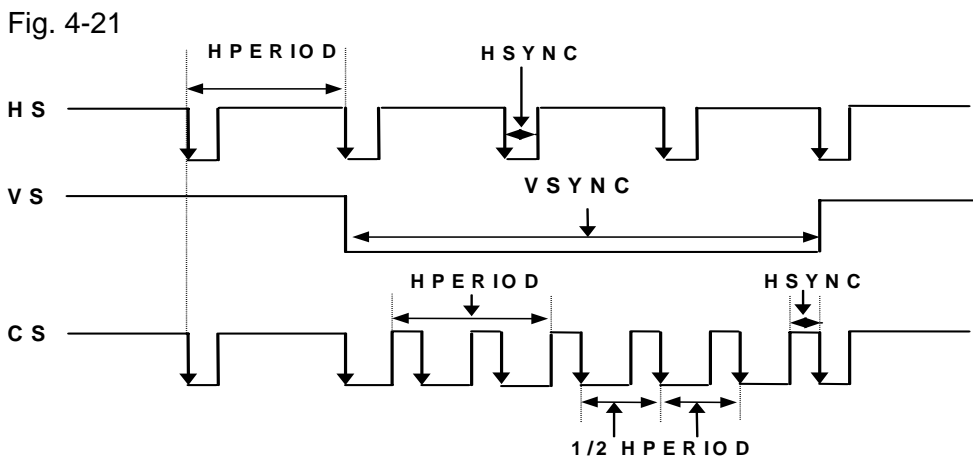 Fig. 4-21
HPERIOD
HSYNC
HS
VSYNC
VS
HPERIOD
HSYNC
CS
1/2 HPERIOD